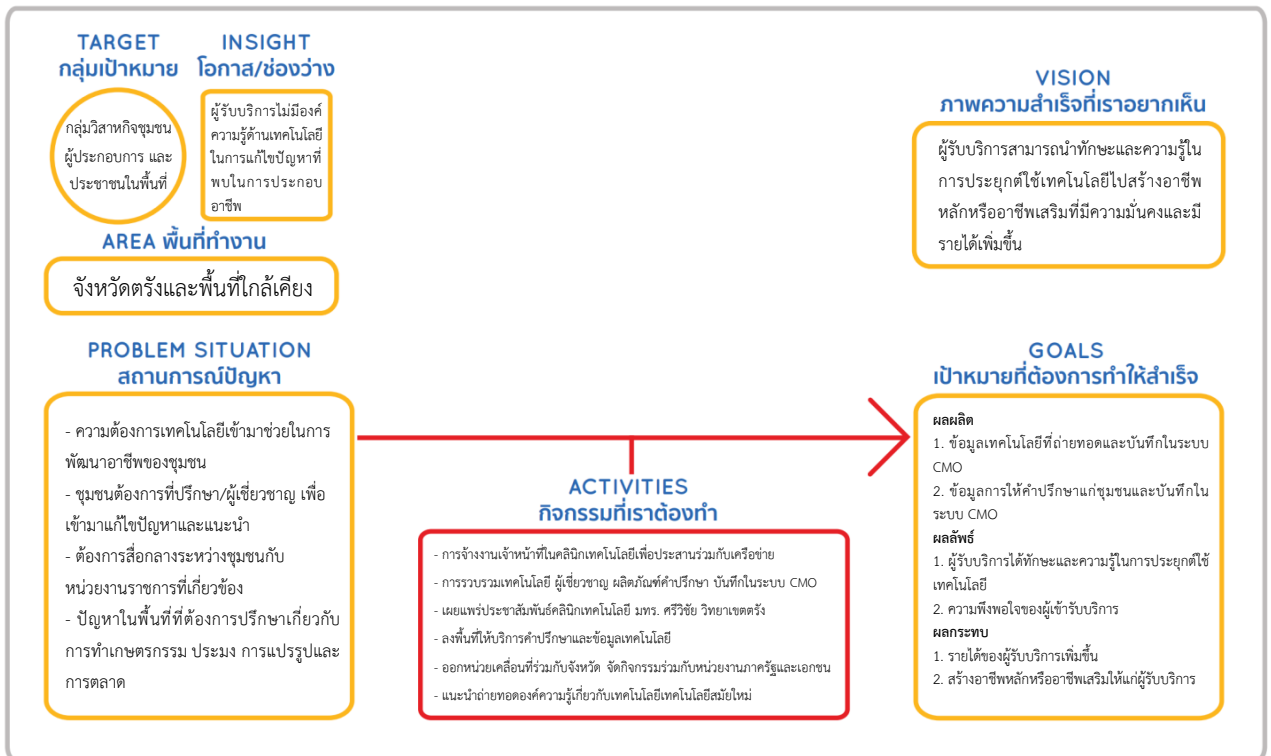 TARGET
กลุ่มเป้าหมาย
กลุ่มวิสาหกิจชุมชน
ผู้ประกอบการ และ
ประชาชนในพื้นที่
INSIGHT
โอกาส/ช่องว่าง
ผู้รับบริการไม่มีองค์
ความรู้ด้านเทคโนโลยี
ในการแก้ไขปัญหาที่
พบในการประกอบ
อาชีพ
AREA พื้นที่ทำงาน
จังหวัดตรังและพื้นที่ใกล้เคียง
VISION
ภาพความสำเร็จที่เราอยากเห็น
ผู้รับบริการสามารถนำทักษะและความรู้ใน
การประยุกต์ใช้เทคโนโลยีไปสร้างอาชีพ
หลักหรืออาชีพเสริมที่มีความมั่นคงและมี
รายได้เพิ่มขึ้น
PROBLEM SITUATION
สถานการณ์ปัญหา
- ความต้องการเทคโนโลยีเข้ามาช่วยในการ
พัฒนาอาชีพของชุมชน
- ชุมชนต้องการที่ปรึกษา/ผู้เชี่ยวชาญ เพื่อ
เข้ามาแก้ไขปัญหาและแนะนำ
- ต้องการสื่อกลางระหว่างชุมชนกับ
หน่วยงานราชการที่เกี่ยวข้อง
- ปัญหาในพื้นที่ที่ต้องการปรึกษาเกี่ยวกับ
การทำเกษตรกรรม ประมง การแปรรูปและ
การตลาด
ACTIVITIES
กิจกรรมที่เราต้องทำ
- การจ้างงานเจ้าหน้าที่ในคลินิกเทคโนโลยีเพื่อประสานร่วมกับเครือข่าย
- การรวบรวมเทคโนโลยี ผู้เชี่ยวชาญ ผลิตภัณฑ์คำปรึกษา บันทึกในระบบ CMO
- เผยแพร่ประชาสัมพันธ์คลินิกเทคโนโลยี มทร. ศรีวิชัย วิทยาเขตตรัง
- ลงพื้นที่ให้บริการคำปรึกษาและข้อมูลเทคโนโลยี
- ออกหน่วยเคลื่อนที่ร่วมกับจังหวัด จัดกิจกรรมร่วมกับหน่วยงานภาครัฐและเอกชน
- แนะนำถ่ายทอดองค์ความรู้เกี่ยวกับเทคโนโลยีเทคโนโลยีสมัยใหม่
GOALS
เป้าหมายที่ต้องการทำให้สำเร็จ
ผลผลิต
1. ข้อมูลเทคโนโลยีที่ถ่ายทอดและบันทึกในระบบ
CMO
2. ข้อมูลการให้คำปรึกษาแก่ชุมชนและบันทึกใน
ระบบ CMO
ผลลัพธ์
1. ผู้รับบริการได้ทักษะและความรู้ในการประยุกต์ใช้
เทคโนโลยี
2. ความพึงพอใจของผู้เข้ารับบริการ
ผลกระทบ
1. รายได้ของผู้รับบริการเพิ่มขึ้น
2. สร้างอาชีพหลักหรืออาชีพเสริมให้แก่ผู้รับบริการ